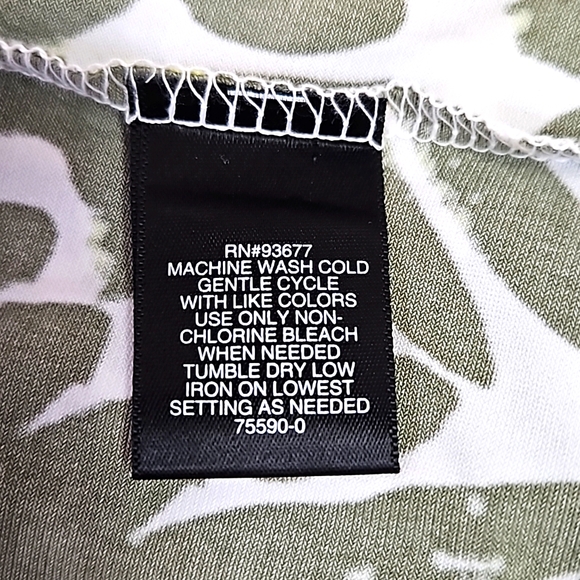 RN#93677
MACHINE WASH COLD
GENTLE CYCLE
WITH LIKE COLORS
USE ONLY NON-
CHLORINE BLEACH
WHEN NEEDED
TUMBLE DRY LOW
IRON ON LOWEST
SETTING AS NEEDED
75590-0